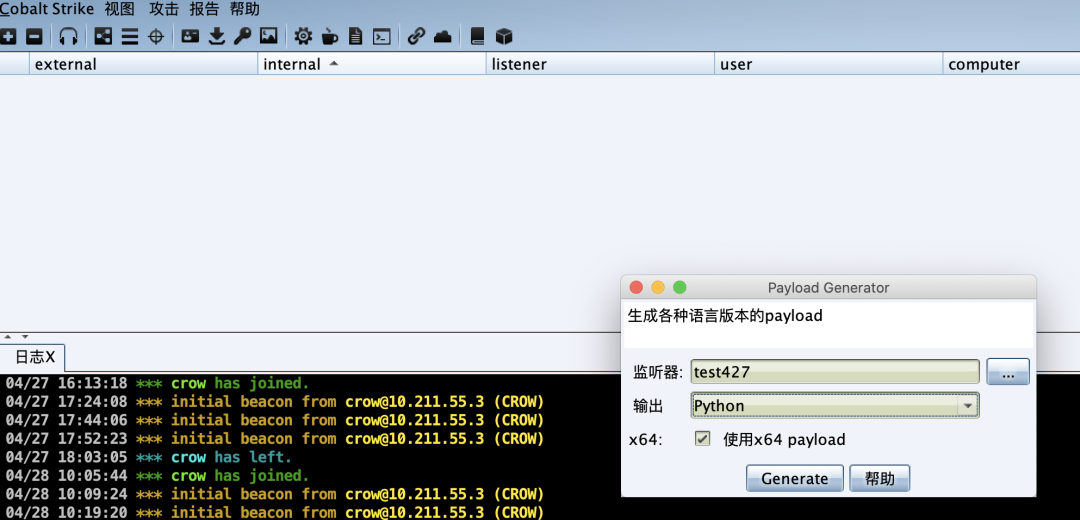 Cobalt Strike 视图 攻击 报告 帮助
external internal listener user computer
Payload Generator
生成各种语言版本的payload
监听器: test427 ...
输出 Python
x64: 使用x64 payload
Generate 帮助
日志X
04/27 16:13:18 *** crow has joined.
04/27 17:24:08 *** initial beacon from crow@10.211.55.3 (CROW)
04/27 17:44:06 *** initial beacon from crow@10.211.55.3 (CROW)
04/27 17:52:23 *** initial beacon from crow@10.211.55.3 (CROW)
04/27 18:03:05 *** crow has left.
04/28 10:05:44 *** crow has joined.
04/28 10:09:24 *** initial beacon from crow@10.211.55.3 (CROW)
04/28 10:19:20 *** initial beacon from crow@10.211.55.3 (CROW)